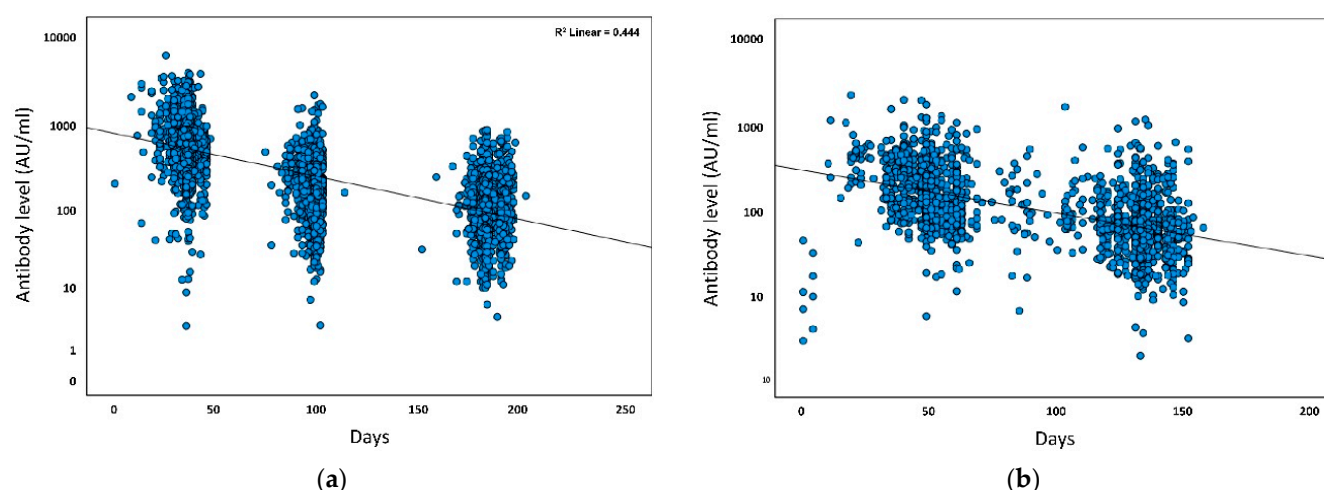 R² Linear = 0.444
10000
1000
100
10
1
0
Antibody level (AU/ml)
0 50 100 150 200 250
Days
(a)
10000
1000
100
10
10
Antibody level (AU/ml)
0 50 100 150 200
Days
(b)